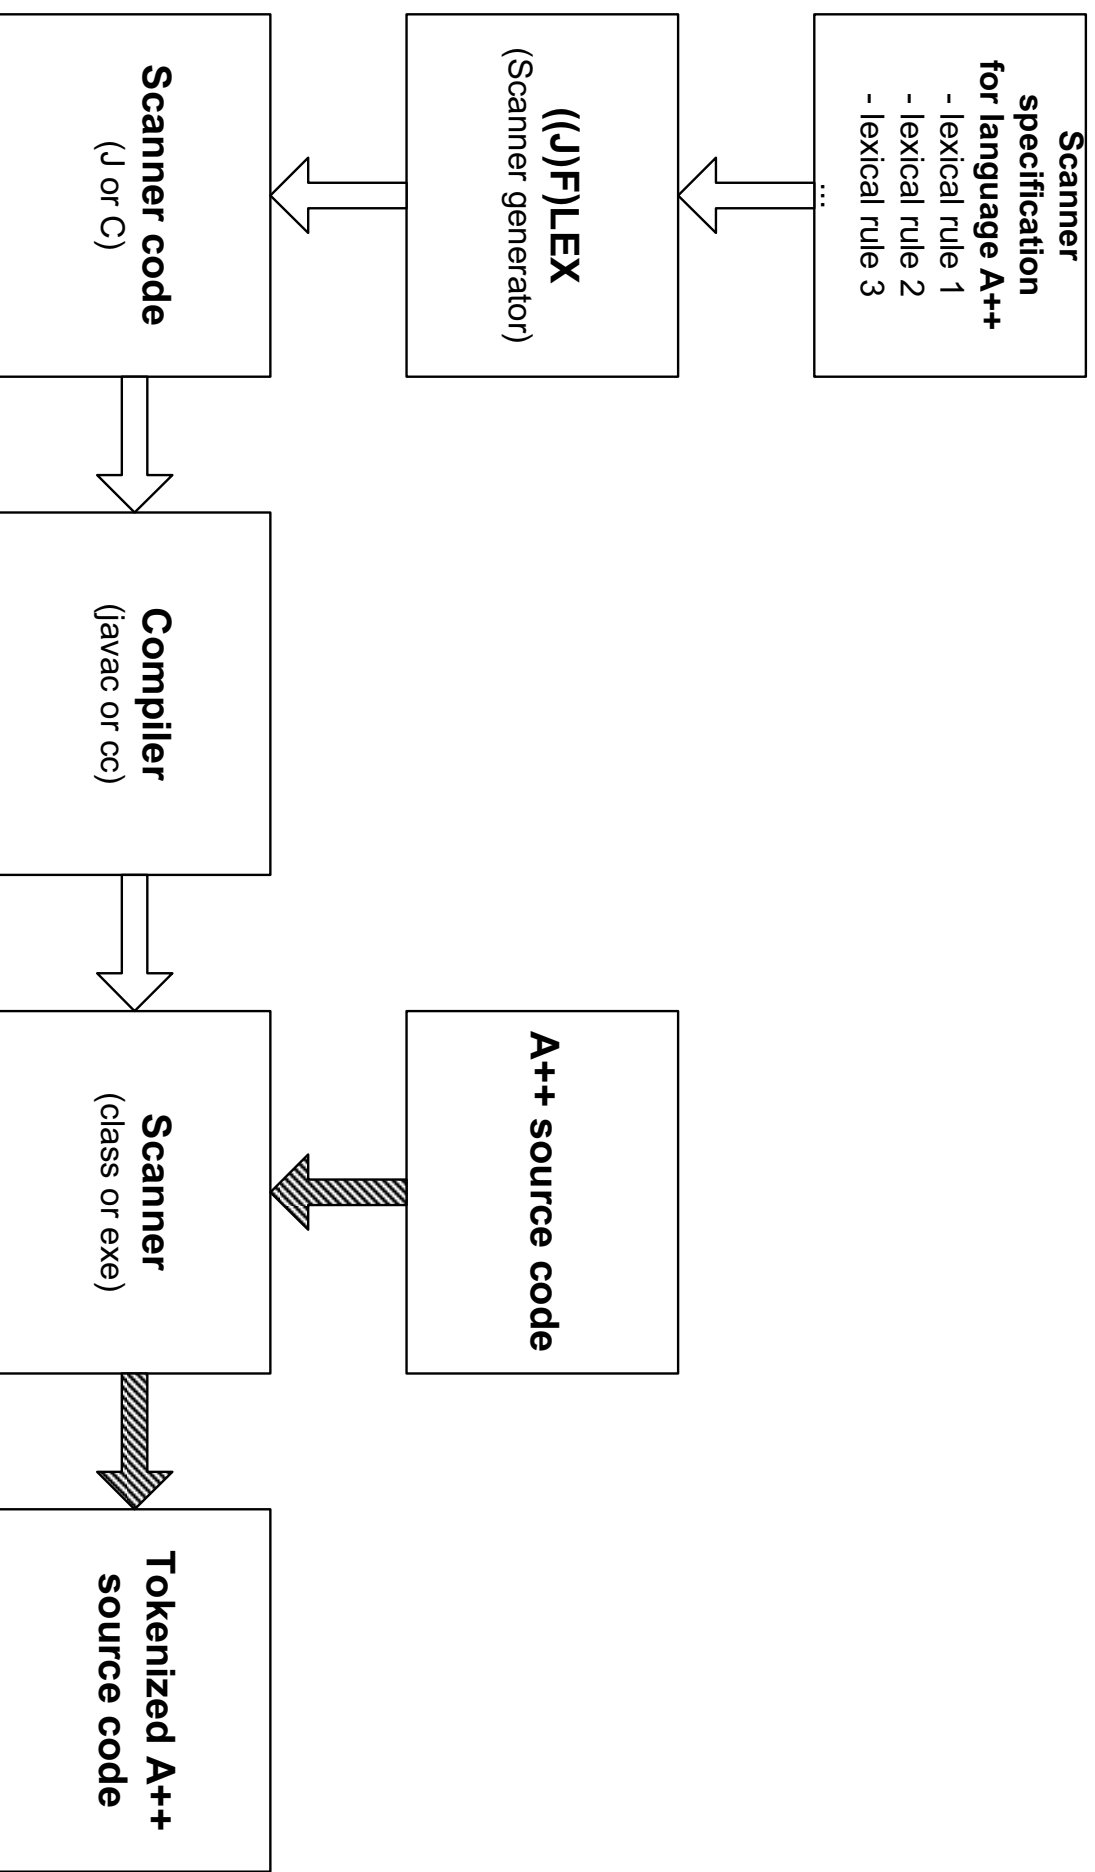 Scanner
specification
for language A++
- lexical rule 1
- lexical rule 2
- lexical rule 3
...
((J)F)LEX
(Scanner generator)
Scanner code
(J or C)
Compiler
(javac or cc)
A++ source code
Scanner
(class or exe)
Tokenized A++
source code